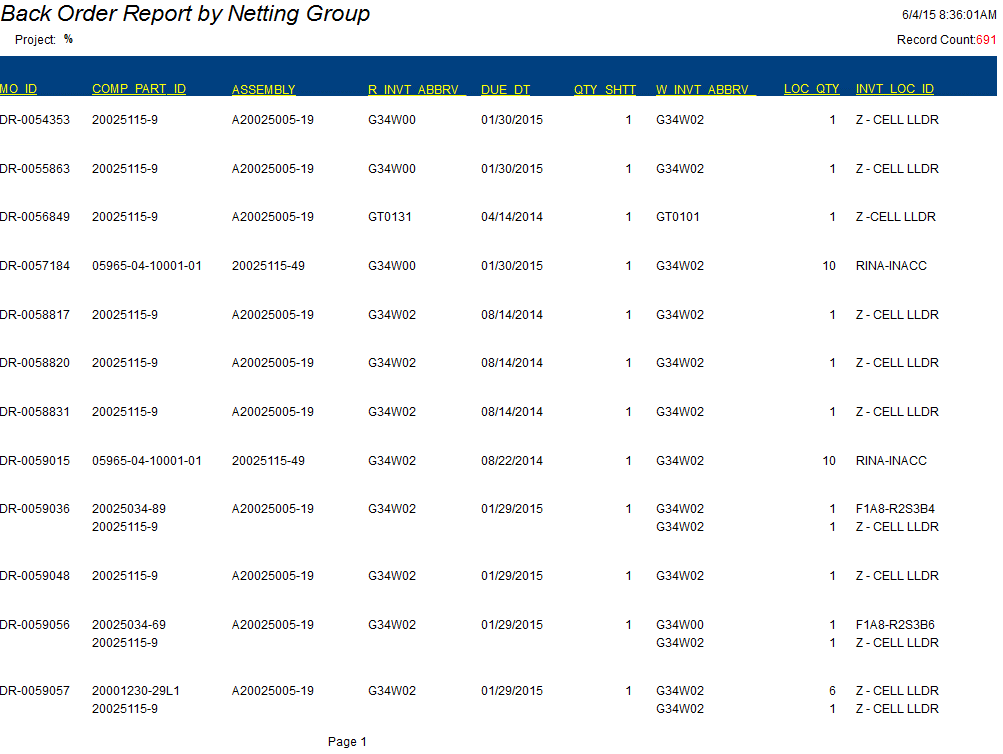 Back Order Report by Netting Group
6/4/15 8:36:01AM
Project: %
Record Count:691
MO_ID COMP_PART_ID ASSEMBLY R_INVT_ABBRV_ DUE_DT QTY_SHTT W_INVT_ABBRV_ LOC_QTY INVT_LOC_ID
DR-0054353 20025115-9 A20025005-19 G34W00 01/30/2015 1 G34W02 1 Z - CELL LLDR
DR-0055863 20025115-9 A20025005-19 G34W00 01/30/2015 1 G34W02 1 Z - CELL LLDR
DR-0056849 20025115-9 A20025005-19 GT0131 04/14/2014 1 GT0101 1 Z -CELL LLDR
DR-0057184 05965-04-10001-01 20025115-49 G34W00 01/30/2015 1 G34W02 10 RINA-INACC
DR-0058817 20025115-9 A20025005-19 G34W02 08/14/2014 1 G34W02 1 Z - CELL LLDR
DR-0058820 20025115-9 A20025005-19 G34W02 08/14/2014 1 G34W02 1 Z - CELL LLDR
DR-0058831 20025115-9 A20025005-19 G34W02 08/14/2014 1 G34W02 1 Z - CELL LLDR
DR-0059015 05965-04-10001-01 20025115-49 G34W02 08/22/2014 1 G34W02 10 RINA-INACC
DR-0059036 20025034-89 A20025005-19 G34W02 01/29/2015 1 G34W02 1 F1A8-R2S3B4
20025115-9 G34W02 1 Z - CELL LLDR
DR-0059048 20025115-9 A20025005-19 G34W02 01/29/2015 1 G34W02 1 Z - CELL LLDR
DR-0059056 20025034-69 A20025005-19 G34W02 01/29/2015 1 G34W00 1 F1A8-R2S3B6
20025115-9 G34W02 1 Z - CELL LLDR
DR-0059057 20001230-29L1 A20025005-19 G34W02 01/29/2015 1 G34W02 6 Z - CELL LLDR
20025115-9 G34W02 1 Z - CELL LLDR
Page 1